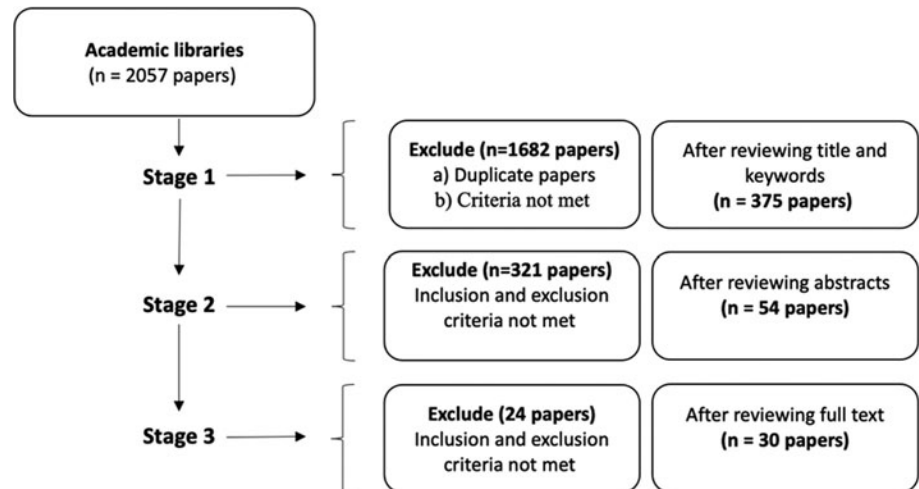 Academic libraries
(n = 2057 papers)
Stage 1
Exclude (n=1682 papers)
a) Duplicate papers
b) Criteria not met
After reviewing title and
keywords
(n = 375 papers)
Stage 2
Exclude (n=321 papers)
Inclusion and exclusion
criteria not met
After reviewing abstracts
(n = 54 papers)
Stage 3
Exclude (24 papers)
Inclusion and exclusion
criteria not met
After reviewing full text
(n = 30 papers)